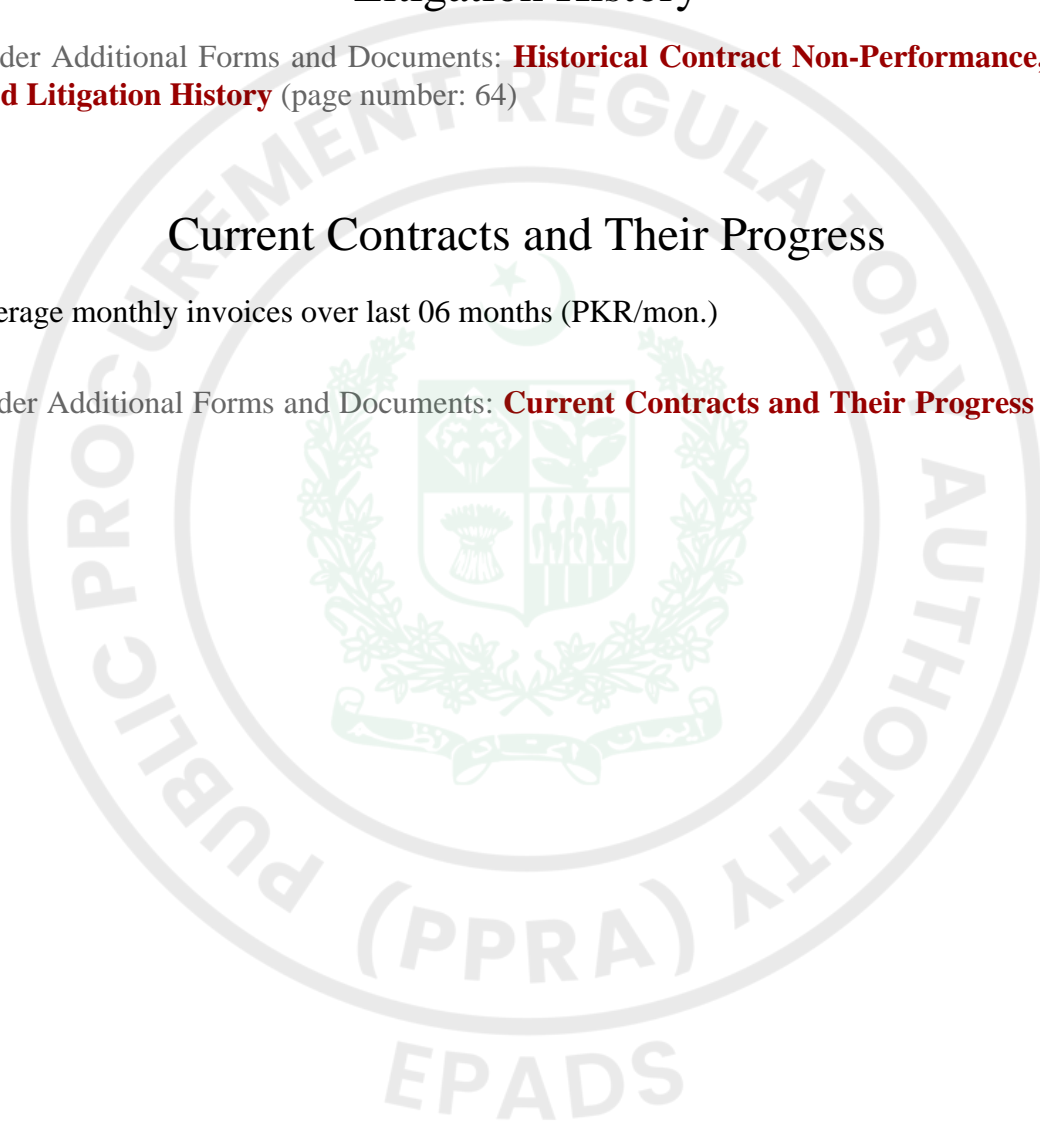 Litigation History
der Additional Forms and Documents: Historical Contract Non-Performance,
d Litigation History (page number: 64)
Current Contracts and Their Progress
erage monthly invoices over last 06 months (PKR/mon.)
der Additional Forms and Documents: Current Contracts and Their Progress
PUBLIC PROCUREMENT REGULATORY AUTHORITY
(PPRA)
EPADS